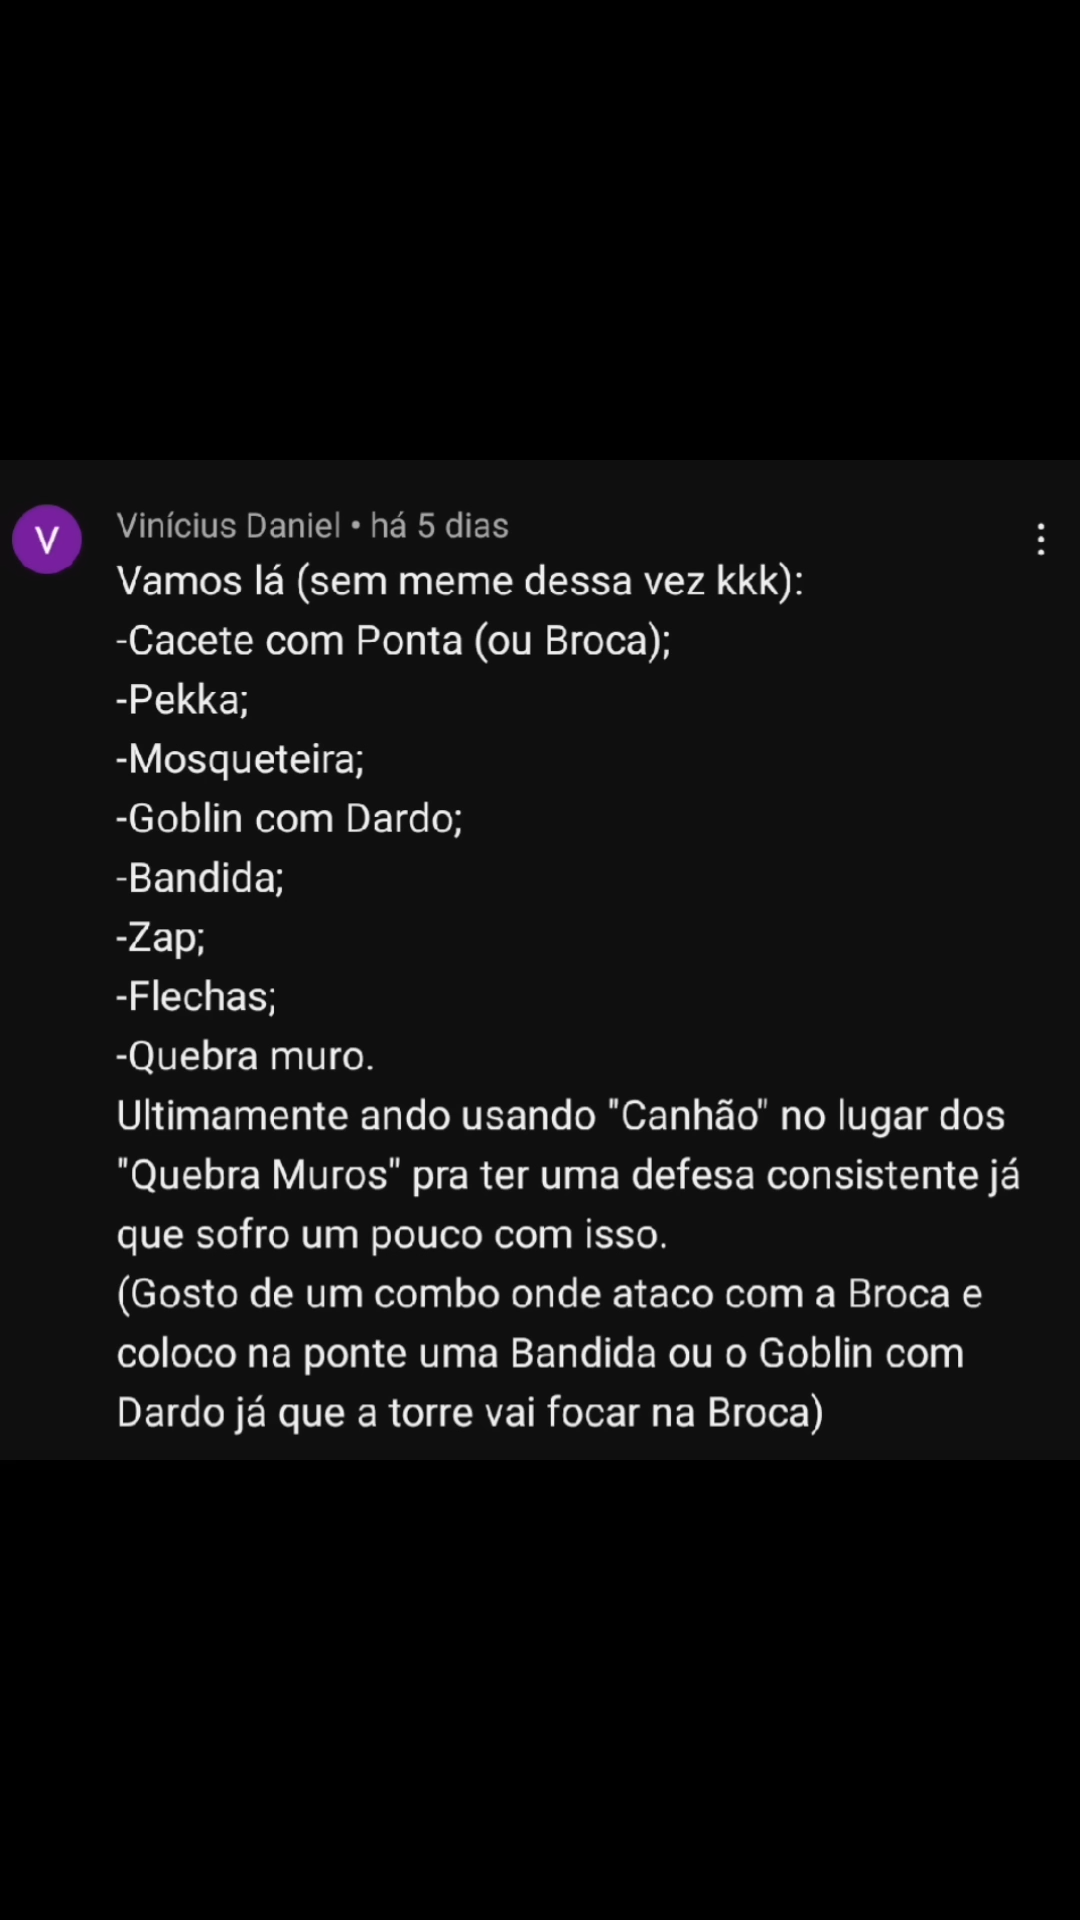 V
Vinícius Daniel • há 5 dias
Vamos lá (sem meme dessa vez kkk):
-Cacete com Ponta (ou Broca);
-Pekka;
-Mosqueteira;
-Goblin com Dardo;
-Bandida;
-Zap;
-Flechas;
-Quebra muro.
Ultimamente ando usando "Canhão" no lugar dos
"Quebra Muros" pra ter uma defesa consistente já
que sofro um pouco com isso.
(Gosto de um combo onde ataco com a Broca e
coloco na ponte uma Bandida ou o Goblin com
Dardo já que a torre vai focar na Broca)